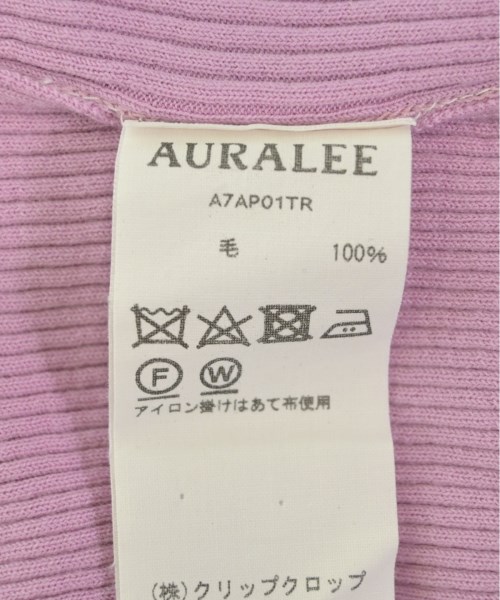 AURALEE
A7AP01TR
毛 100%
F W
アイロン掛けはあて布使用
(株)クリップクロップ